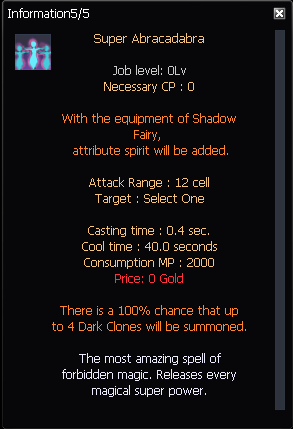 Information5/5
Super Abracadabra
Job level: 0Lv
Necessary CP : 0
With the equipment of Shadow
Fairy,
attribute spirit will be added.
Attack Range : 12 cell
Target : Select One
Casting time : 0.4 sec.
Cool time : 40.0 seconds
Consumption MP : 2000
Price: 0 Gold
There is a 100% chance that up
to 4 Dark Clones will be summoned.
The most amazing spell of
forbidden magic. Releases every
magical super power.